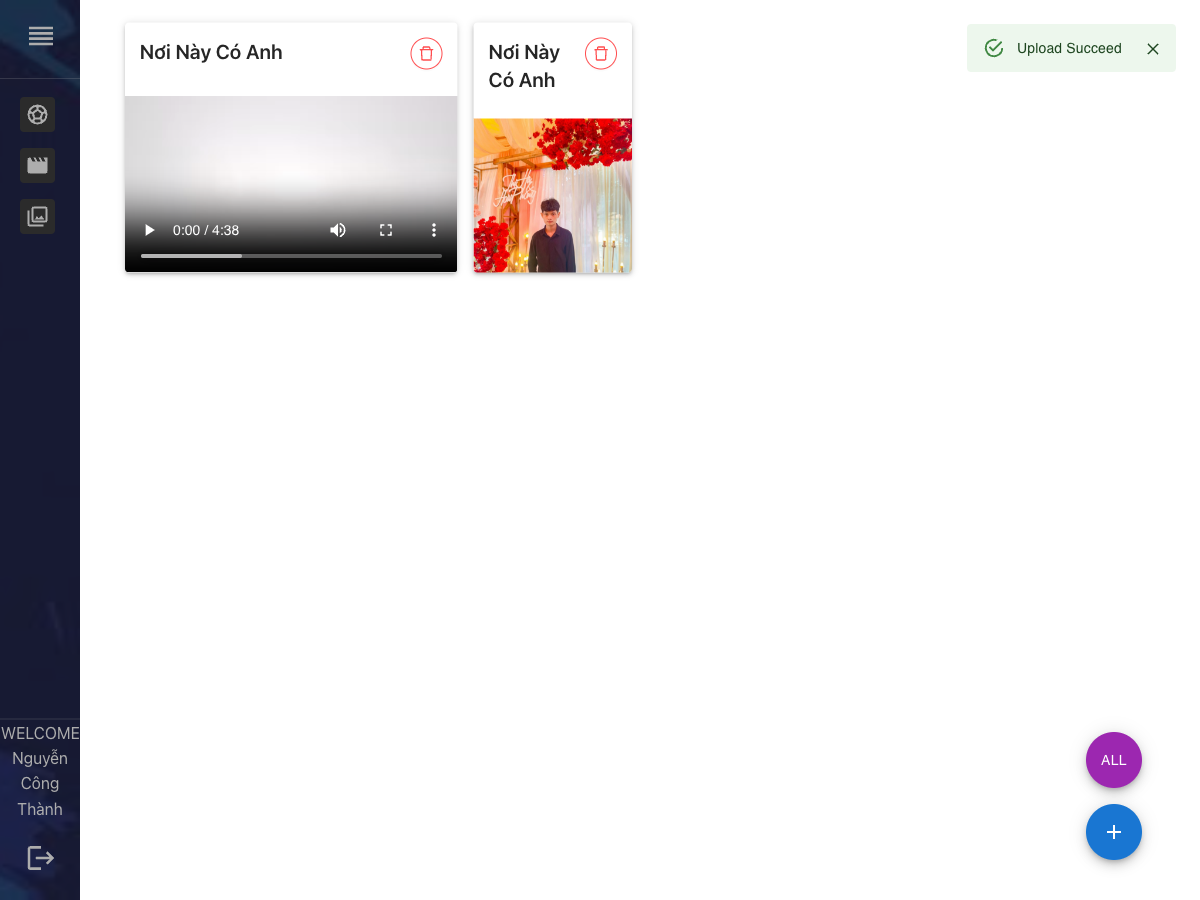 Nơi Này Có Anh
0:00 / 4:38
Nơi Này
Có Anh
Upload Succeed
ALL
WELCOME
Nguyễn
Công
Thành